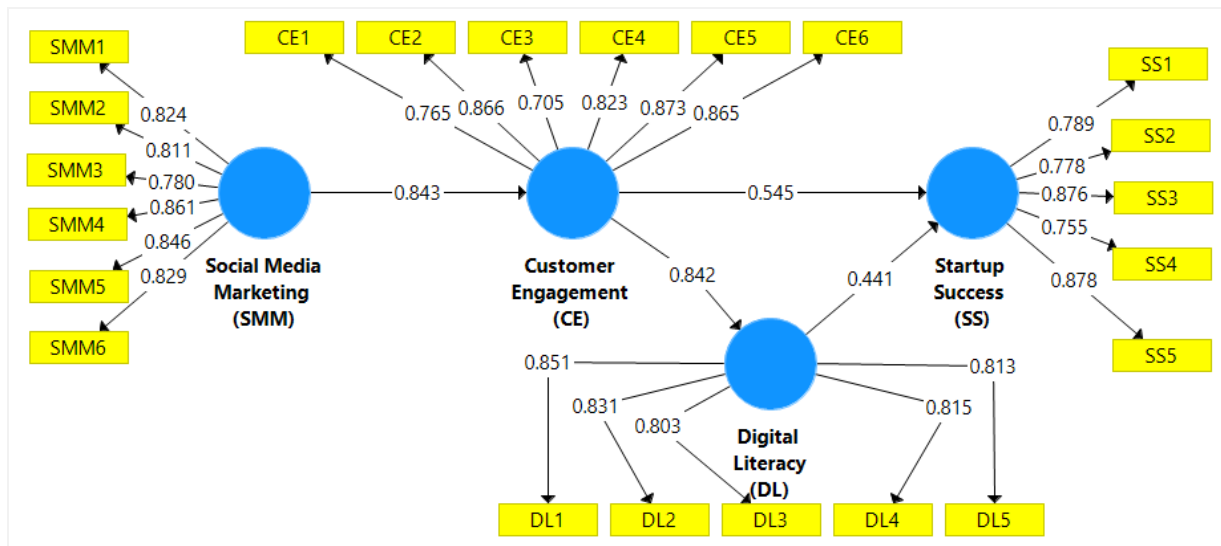 SMM1
SMM2
SMM3
SMM4
SMM5
SMM6
0.824
0.811
0.780
0.861
0.846
0.829
Social Media
Marketing
(SMM)
0.843
CE1
CE2
CE3
CE4
CE5
CE6
0.765
0.866
0.705
0.823
0.873
0.865
Customer
Engagement
(CE)
0.545
0.842
0.441
SS1
SS2
SS3
SS4
SS5
0.789
0.778
0.876
0.755
0.878
Startup
Success
(SS)
0.851
0.831
0.803
0.815
0.813
Digital
Literacy
(DL)
DL1
DL2
DL3
DL4
DL5